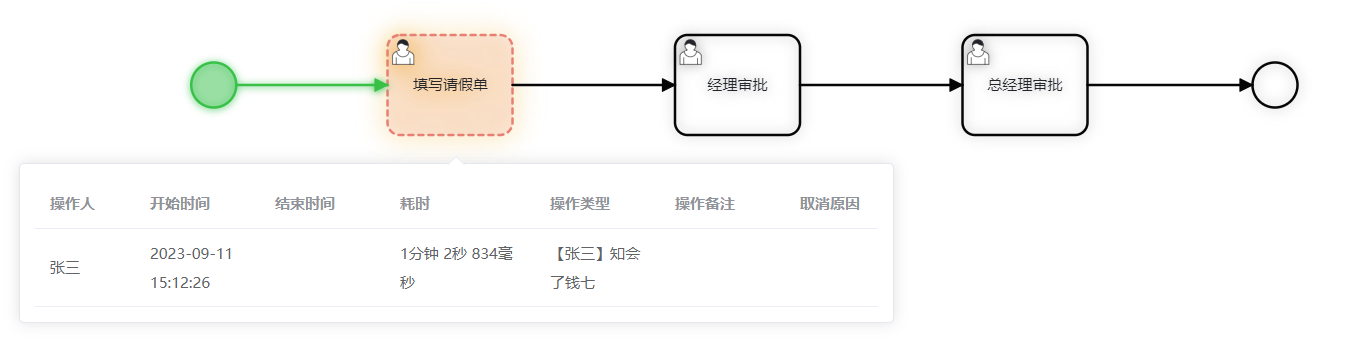 填写请假单
经理审批
总经理审批
操作人 开始时间 结束时间 耗时 操作类型 操作备注 取消原因
张三 2023-09-11 15:12:26 1分钟 2秒 834毫秒 【张三】知会了钱七